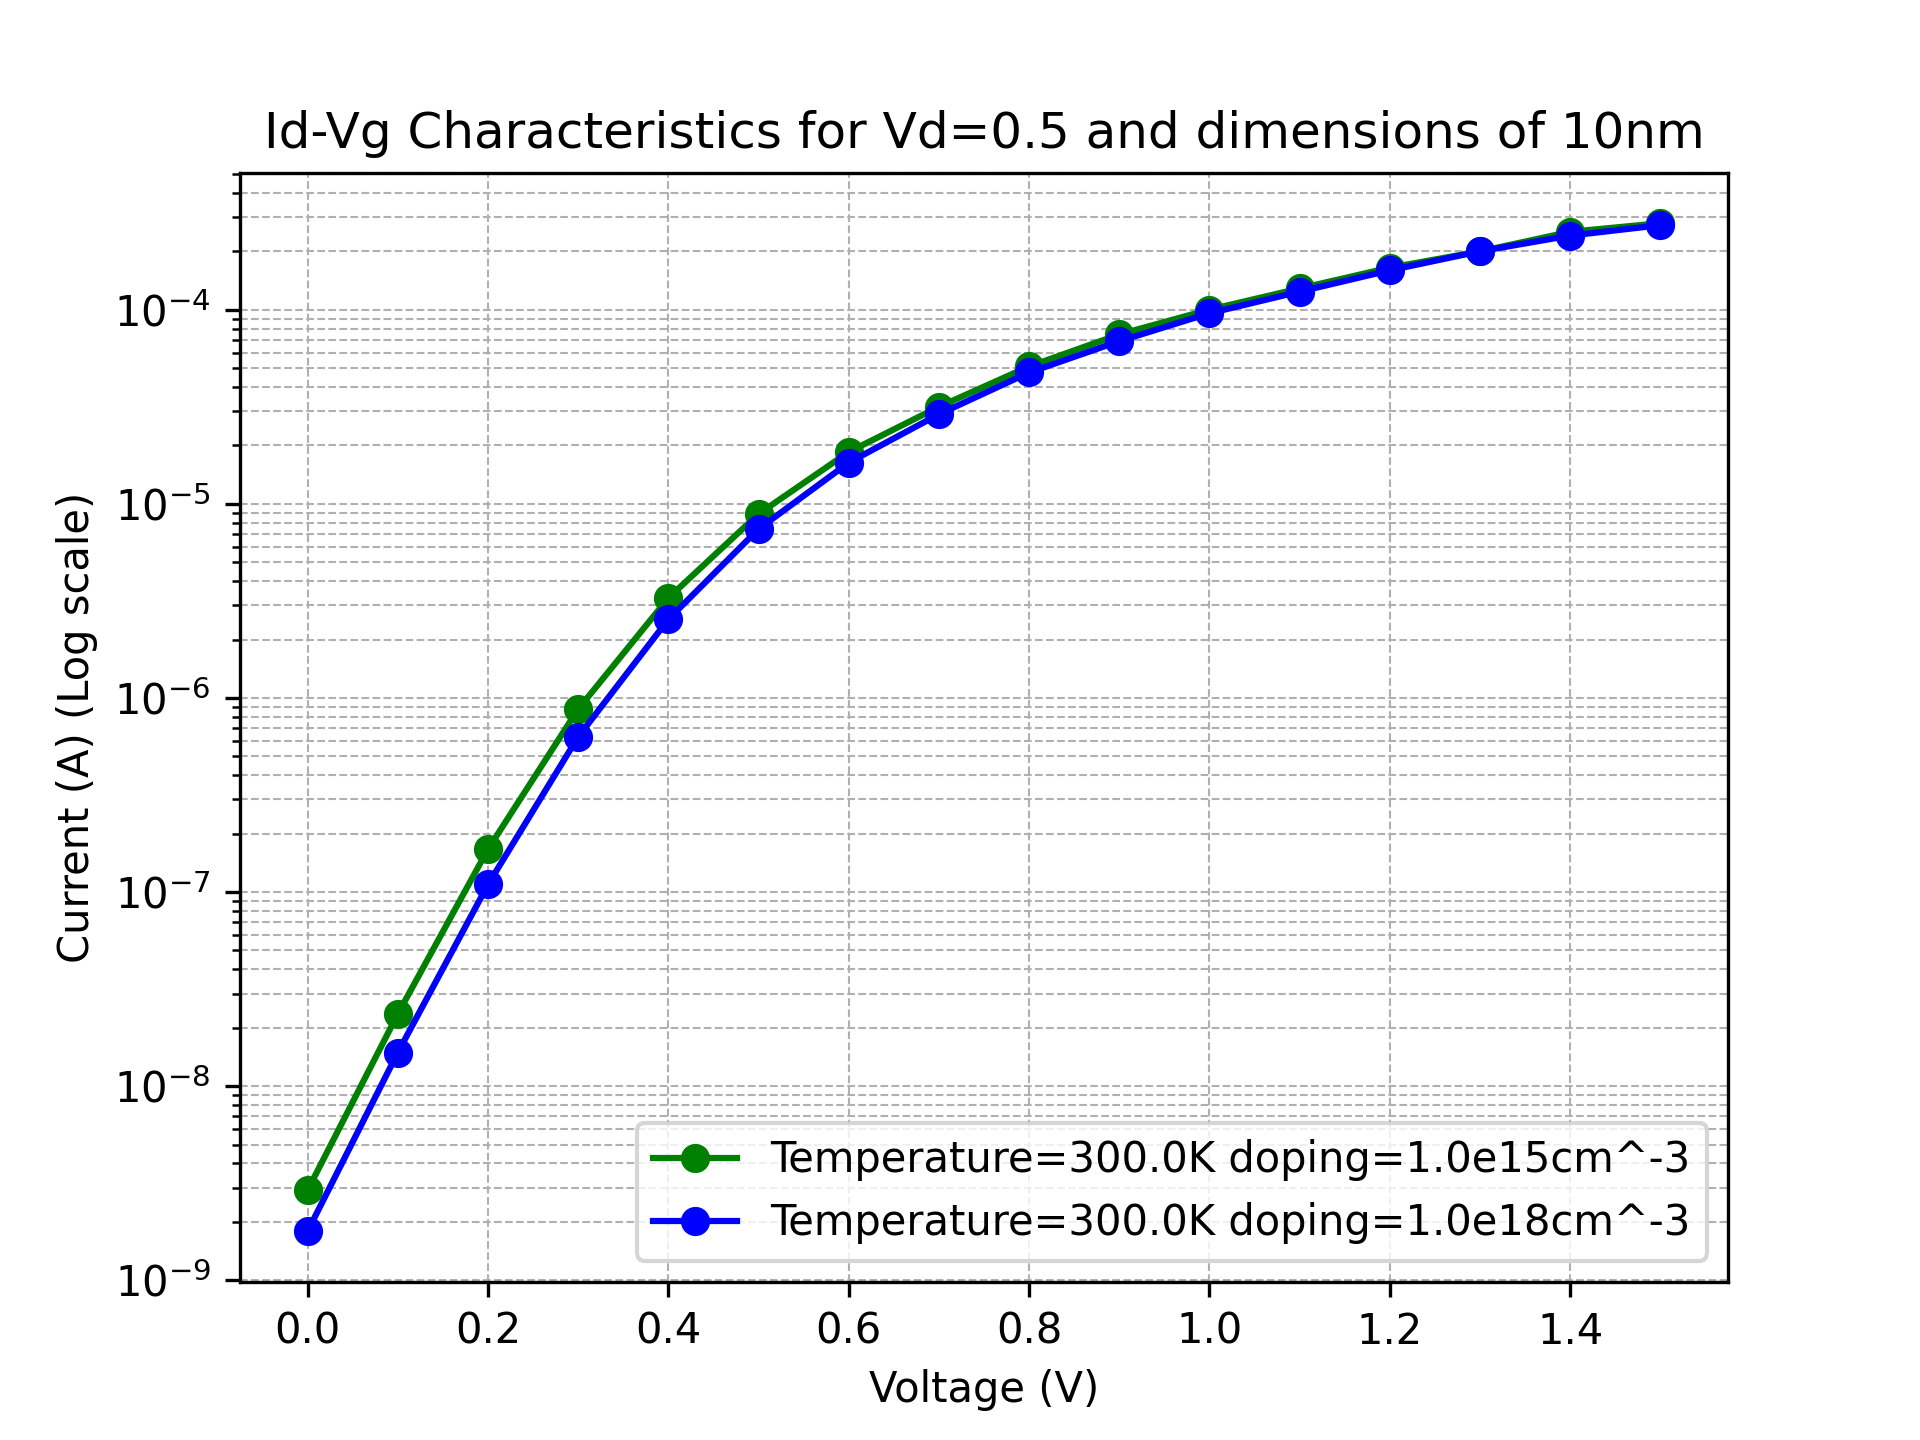 Id-Vg Characteristics for Vd=0.5 and dimensions of 10nm
Current (A) (Log scale)
10⁻⁴
10⁻⁵
10⁻⁶
10⁻⁷
10⁻⁸
10⁻⁹
Temperature=300.0K doping=1.0e15cm^-3
Temperature=300.0K doping=1.0e18cm^-3
0.0 0.2 0.4 0.6 0.8 1.0 1.2 1.4
Voltage (V)